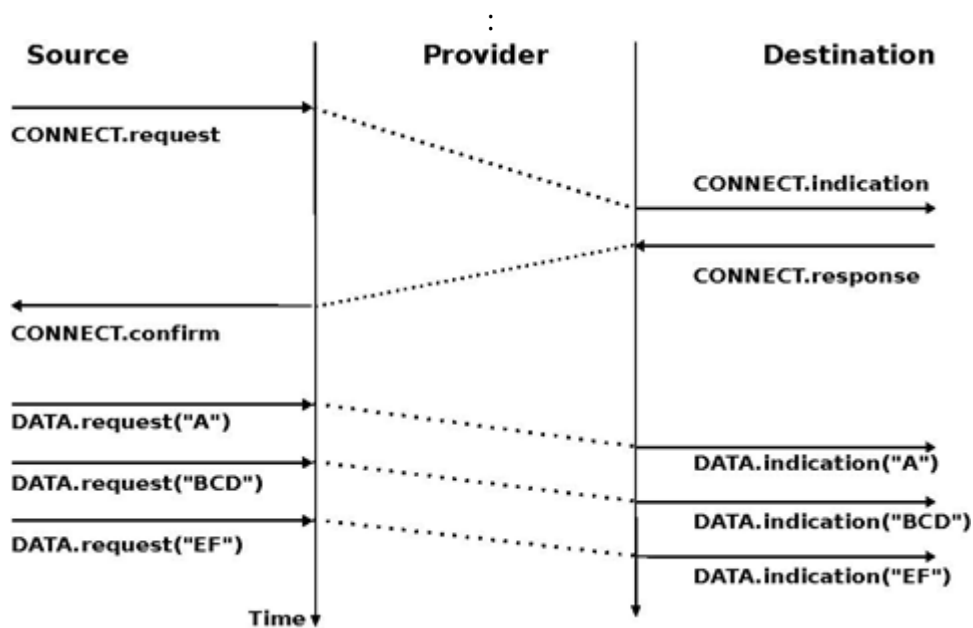 :
Source Provider Destination
CONNECT.request
CONNECT.indication
CONNECT.response
CONNECT.confirm
DATA.request("A")
DATA.indication("A")
DATA.request("BCD")
DATA.indication("BCD")
DATA.request("EF")
DATA.indication("EF")
Time